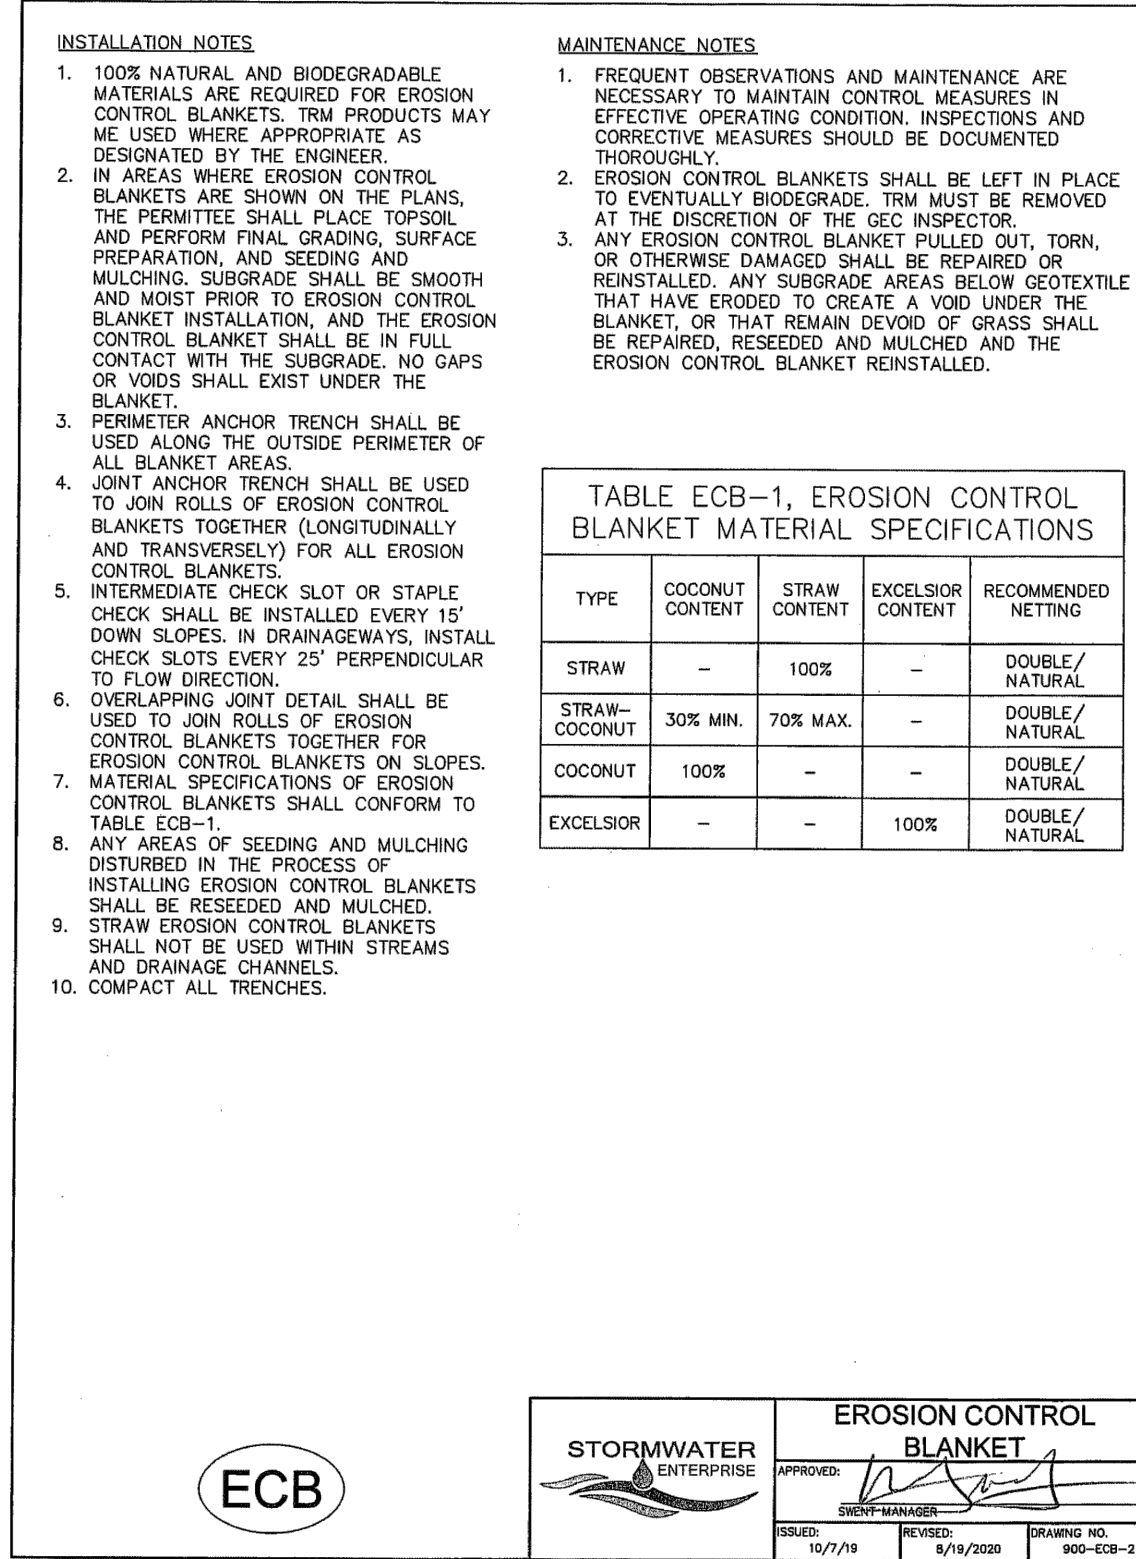 INSTALLATION NOTES
1. 100% NATURAL AND BIODEGRADABLE
MATERIALS ARE REQUIRED FOR EROSION
CONTROL BLANKETS. TRM PRODUCTS MAY
ME USED WHERE APPROPRIATE AS
DESIGNATED BY THE ENGINEER.
2. IN AREAS WHERE EROSION CONTROL
BLANKETS ARE SHOWN ON THE PLANS,
THE PERMITTEE SHALL PLACE TOPSOIL
AND PERFORM FINAL GRADING, SURFACE
PREPARATION, AND SEEDING AND
MULCHING. SUBGRADE SHALL BE SMOOTH
AND MOIST PRIOR TO EROSION CONTROL
BLANKET INSTALLATION, AND THE EROSION
CONTROL BLANKET SHALL BE IN FULL
CONTACT WITH THE SUBGRADE. NO GAPS
OR VOIDS SHALL EXIST UNDER THE
BLANKET.
3. PERIMETER ANCHOR TRENCH SHALL BE
USED ALONG THE OUTSIDE PERIMETER OF
ALL BLANKET AREAS.
4. JOINT ANCHOR TRENCH SHALL BE USED
TO JOIN ROLLS OF EROSION CONTROL
BLANKETS TOGETHER (LONGITUDINALLY
AND TRANSVERSELY) FOR ALL EROSION
CONTROL BLANKETS.
5. INTERMEDIATE CHECK SLOT OR STAPLE
CHECK SHALL BE INSTALLED EVERY 15'
DOWN SLOPES. IN DRAINAGEWAYS, INSTALL
CHECK SLOTS EVERY 25' PERPENDICULAR
TO FLOW DIRECTION.
6. OVERLAPPING JOINT DETAIL SHALL BE
USED TO JOIN ROLLS OF EROSION
CONTROL BLANKETS TOGETHER FOR
EROSION CONTROL BLANKETS ON SLOPES.
7. MATERIAL SPECIFICATIONS OF EROSION
CONTROL BLANKETS SHALL CONFORM TO
TABLE ECB-1.
8. ANY AREAS OF SEEDING AND MULCHING
DISTURBED IN THE PROCESS OF
INSTALLING EROSION CONTROL BLANKETS
SHALL BE RESEEDED AND MULCHED.
9. STRAW EROSION CONTROL BLANKETS
SHALL NOT BE USED WITHIN STREAMS
AND DRAINAGE CHANNELS.
10. COMPACT ALL TRENCHES.
MAINTENANCE NOTES
1. FREQUENT OBSERVATIONS AND MAINTENANCE ARE
NECESSARY TO MAINTAIN CONTROL MEASURES IN
EFFECTIVE OPERATING CONDITION. INSPECTIONS AND
CORRECTIVE MEASURES SHOULD BE DOCUMENTED
THOROUGHLY.
2. EROSION CONTROL BLANKETS SHALL BE LEFT IN PLACE
TO EVENTUALLY BIODEGRADE. TRM MUST BE REMOVED
AT THE DISCRETION OF THE GEC INSPECTOR.
3. ANY EROSION CONTROL BLANKET PULLED OUT, TORN,
OR OTHERWISE DAMAGED SHALL BE REPAIRED OR
REINSTALLED. ANY SUBGRADE AREAS BELOW GEOTEXTILE
THAT HAVE ERODED TO CREATE A VOID UNDER THE
BLANKET, OR THAT REMAIN DEVOID OF GRASS SHALL
BE REPAIRED, RESEEDED AND MULCHED AND THE
EROSION CONTROL BLANKET REINSTALLED.
TABLE ECB-1, EROSION CONTROL
BLANKET MATERIAL SPECIFICATIONS
TYPE COCONUT CONTENT STRAW CONTENT EXCELSIOR CONTENT RECOMMENDED NETTING
STRAW - 100% - DOUBLE/ NATURAL
STRAW-COCONUT 30% MIN. 70% MAX. - DOUBLE/ NATURAL
COCONUT 100% - - DOUBLE/ NATURAL
EXCELSIOR - - 100% DOUBLE/ NATURAL
ECB
STORMWATER
ENTERPRISE
EROSION CONTROL
BLANKET
APPROVED:
SWENT MANAGER
ISSUED: REVISED: DRAWING NO.
10/7/19 8/19/2020 900-ECB-2